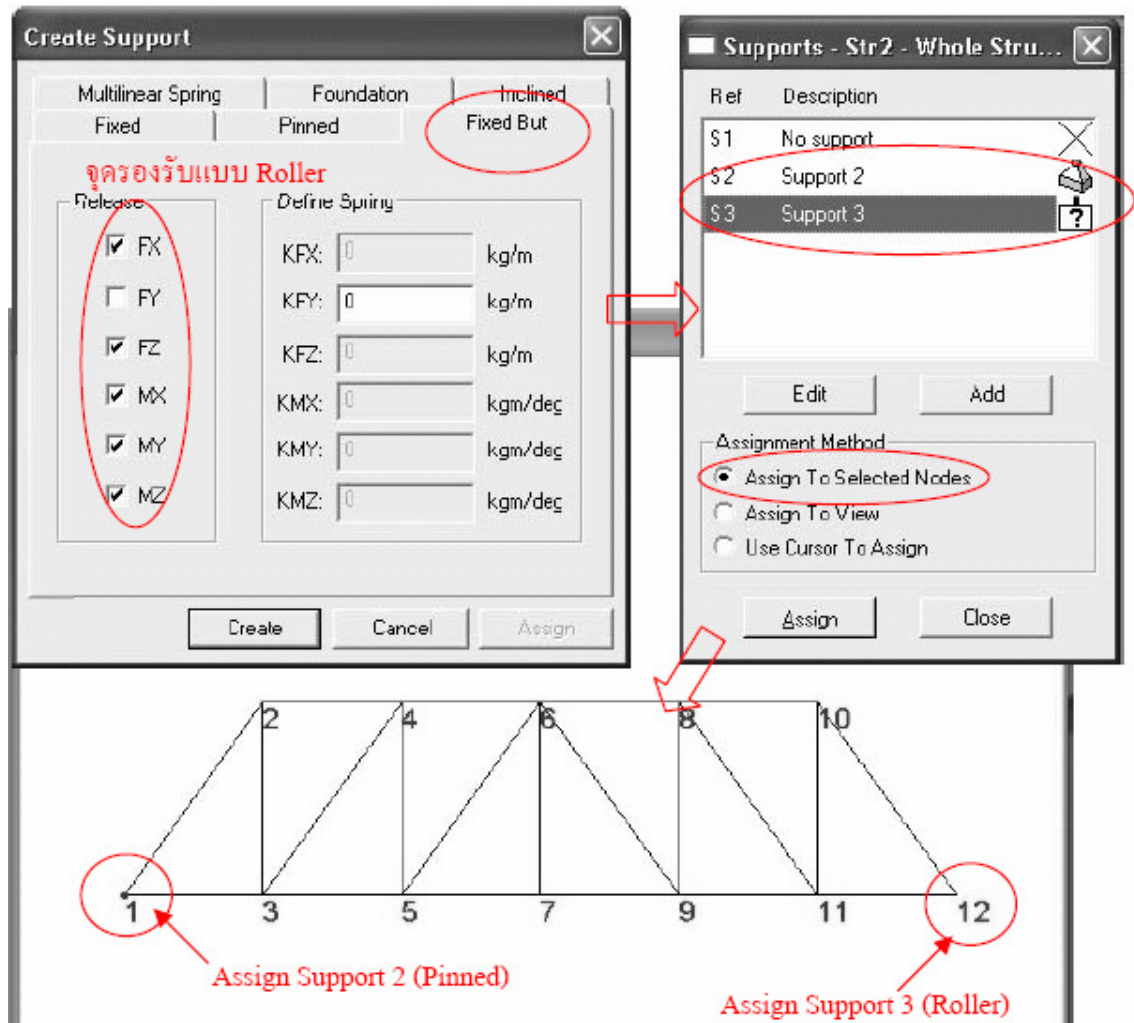 Create Support
Multilinear Spring Foundation Inclined
Fixed Pinned Fixed But
จุดรองรับแบบ Roller
Release
FX
FY
FZ
MX
MY
MZ
Define Spring
KFX: 0 kg/m
KFY: 0 kg/m
KFZ: 0 kg/m
KMX: 0 kgm/deg
KMY: 0 kgm/deg
KMZ: 0 kgm/deg
Create Cancel Assign
Supports - Str2 - Whole Stru...
Ref Description
S1 No support
S2 Support 2
S3 Support 3
?
Edit Add
Assignment Method
Assign To Selected Nodes
Assign To View
Use Cursor To Assign
Assign Close
2 4 6 8 10
1 3 5 7 9 11 12
Assign Support 2 (Pinned)
Assign Support 3 (Roller)